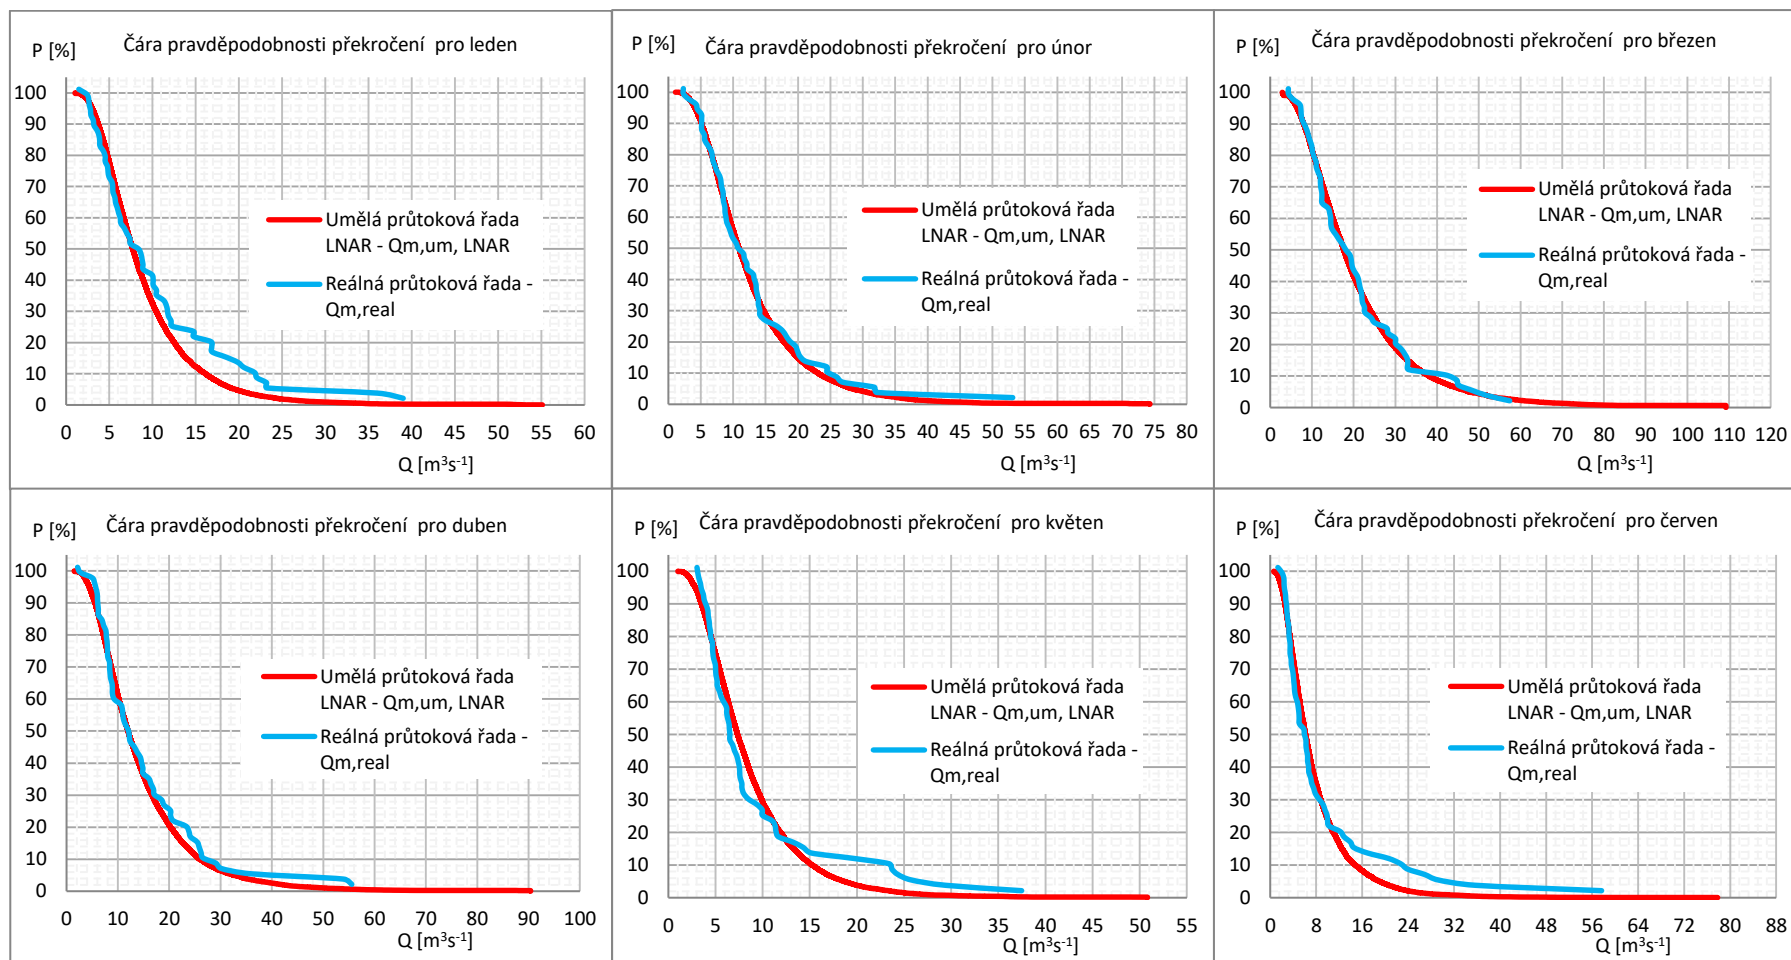 P [%]
Čára pravděpodobnosti překročení pro leden
100
90
80
70
60
50
40
30
20
10
0
Umělá průtoková řada
LNAR - Qm,um, LNAR
Reálná průtoková řada -
Qm,real
0 5 10 15 20 25 30 35 40 45 50 55 60
Q [m³s⁻¹]
P [%]
Čára pravděpodobnosti překročení pro únor
100
90
80
70
60
50
40
30
20
10
0
Umělá průtoková řada
LNAR - Qm,um, LNAR
Reálná průtoková řada -
Qm,real
0 5 10 15 20 25 30 35 40 45 50 55 60 65 70 75 80
Q [m³s⁻¹]
P [%]
Čára pravděpodobnosti překročení pro březen
100
90
80
70
60
50
40
30
20
10
0
Umělá průtoková řada
LNAR - Qm,um, LNAR
Reálná průtoková řada -
Qm,real
0 10 20 30 40 50 60 70 80 90 100 110 120
Q [m³s⁻¹]
P [%]
Čára pravděpodobnosti překročení pro duben
100
90
80
70
60
50
40
30
20
10
0
Umělá průtoková řada
LNAR - Qm,um, LNAR
Reálná průtoková řada -
Qm,real
0 10 20 30 40 50 60 70 80 90 100
Q [m³s⁻¹]
P [%]
Čára pravděpodobnosti překročení pro květen
100
90
80
70
60
50
40
30
20
10
0
Umělá průtoková řada
LNAR - Qm,um, LNAR
Reálná průtoková řada -
Qm,real
0 5 10 15 20 25 30 35 40 45 50 55
Q [m³s⁻¹]
P [%]
Čára pravděpodobnosti překročení pro červen
100
90
80
70
60
50
40
30
20
10
0
Umělá průtoková řada
LNAR - Qm,um, LNAR
Reálná průtoková řada -
Qm,real
0 8 16 24 32 40 48 56 64 72 80 88
Q [m³s⁻¹]